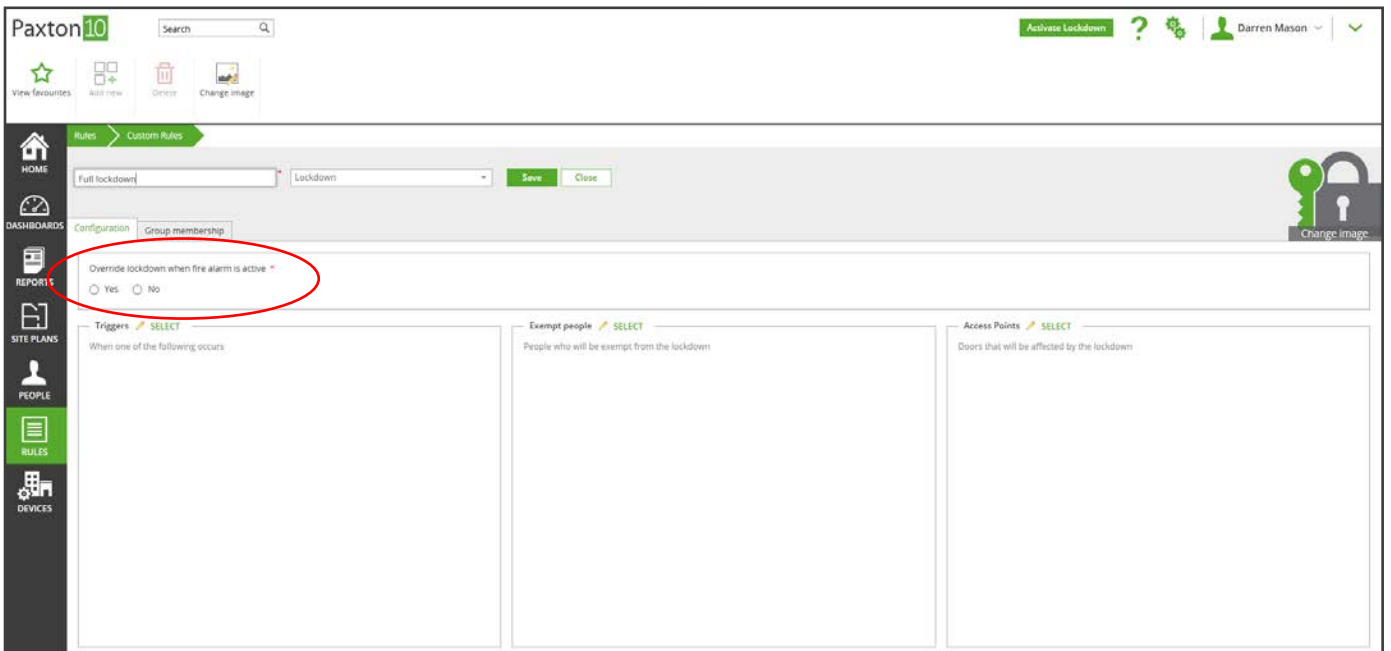 Paxton10
Search
Activate Lockdown
?
Darren Mason
View favourites
Add new
Delete
Change image
HOME
DASHBOARDS
REPORTS
SITE PLANS
PEOPLE
RULES
DEVICES
Rules
Custom Rules
Full lockdown
*
Lockdown
Save
Close
Change image...
Configuration
Group membership
Override lockdown when fire alarm is active *
Yes
No
Triggers SELECT
When one of the following occurs
Exempt people SELECT
People who will be exempt from the lockdown
Access Points SELECT
Doors that will be affected by the lockdown